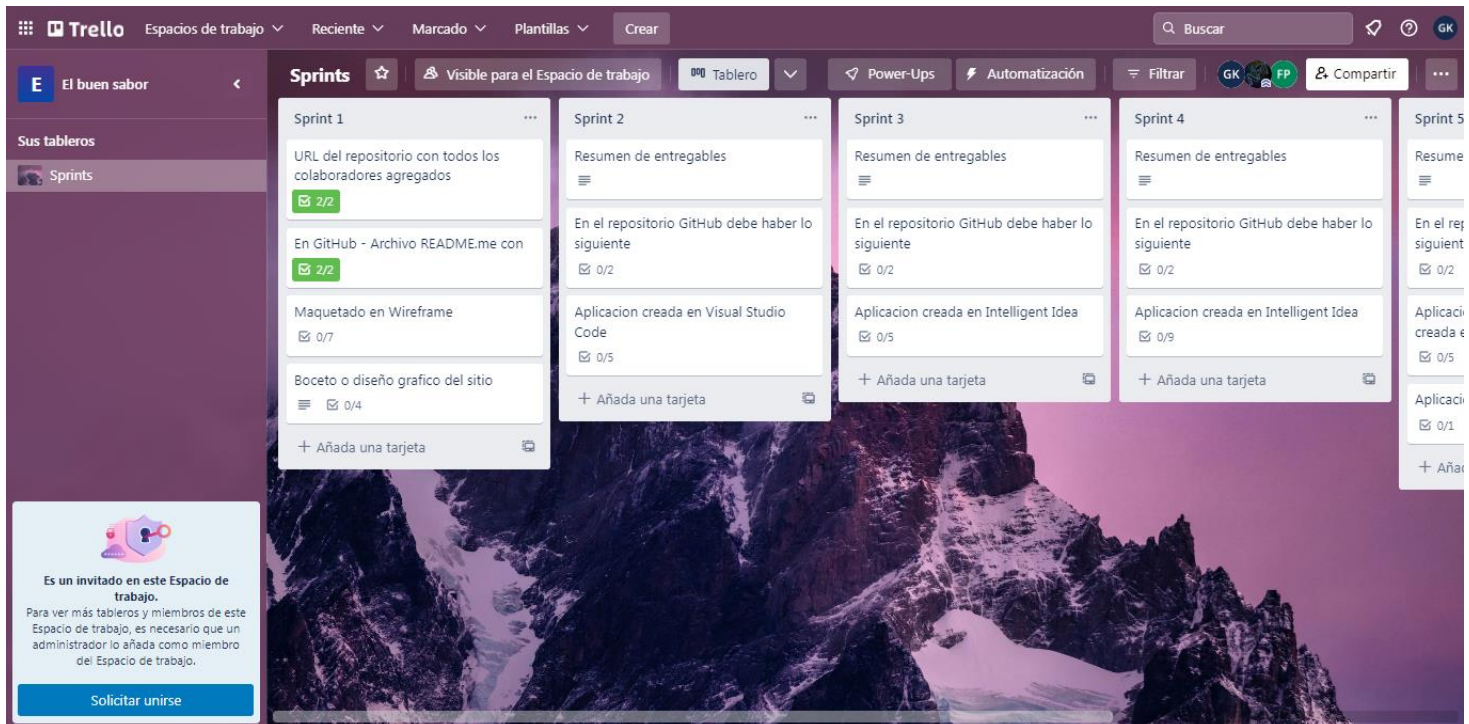 Trello
Espacios de trabajo
Reciente
Marcado
Plantillas
Crear
Buscar
GK
E
El buen sabor
Sprints
Visible para el Espacio de trabajo
Tablero
Power-Ups
Automatización
Filtrar
GK
FP
Compartir
Sus tableros
Sprints
Sprint 1
URL del repositorio con todos los
colaboradores agregados
2/2
En GitHub - Archivo README.me con
2/2
Maquetado en Wireframe
0/7
Boceto o diseño grafico del sitio
0/4
+ Añada una tarjeta
Sprint 2
Resumen de entregables
En el repositorio GitHub debe haber lo
siguiente
0/2
Aplicacion creada en Visual Studio
Code
0/5
+ Añada una tarjeta
Sprint 3
Resumen de entregables
En el repositorio GitHub debe haber lo
siguiente
0/2
Aplicacion creada en Intelligent Idea
0/5
+ Añada una tarjeta
Sprint 4
Resumen de entregables
En el repositorio GitHub debe haber lo
siguiente
0/2
Aplicacion creada en Intelligent Idea
0/9
+ Añada una tarjeta
Sprint 5
Resume
En el rep
siguient
0/2
Aplicaci
creada e
0/5
Aplicaci
0/1
+ Aña
Es un invitado en este Espacio de
trabajo.
Para ver más tableros y miembros de este
Espacio de trabajo, es necesario que un
administrador lo añada como miembro
del Espacio de trabajo.
Solicitar unirse